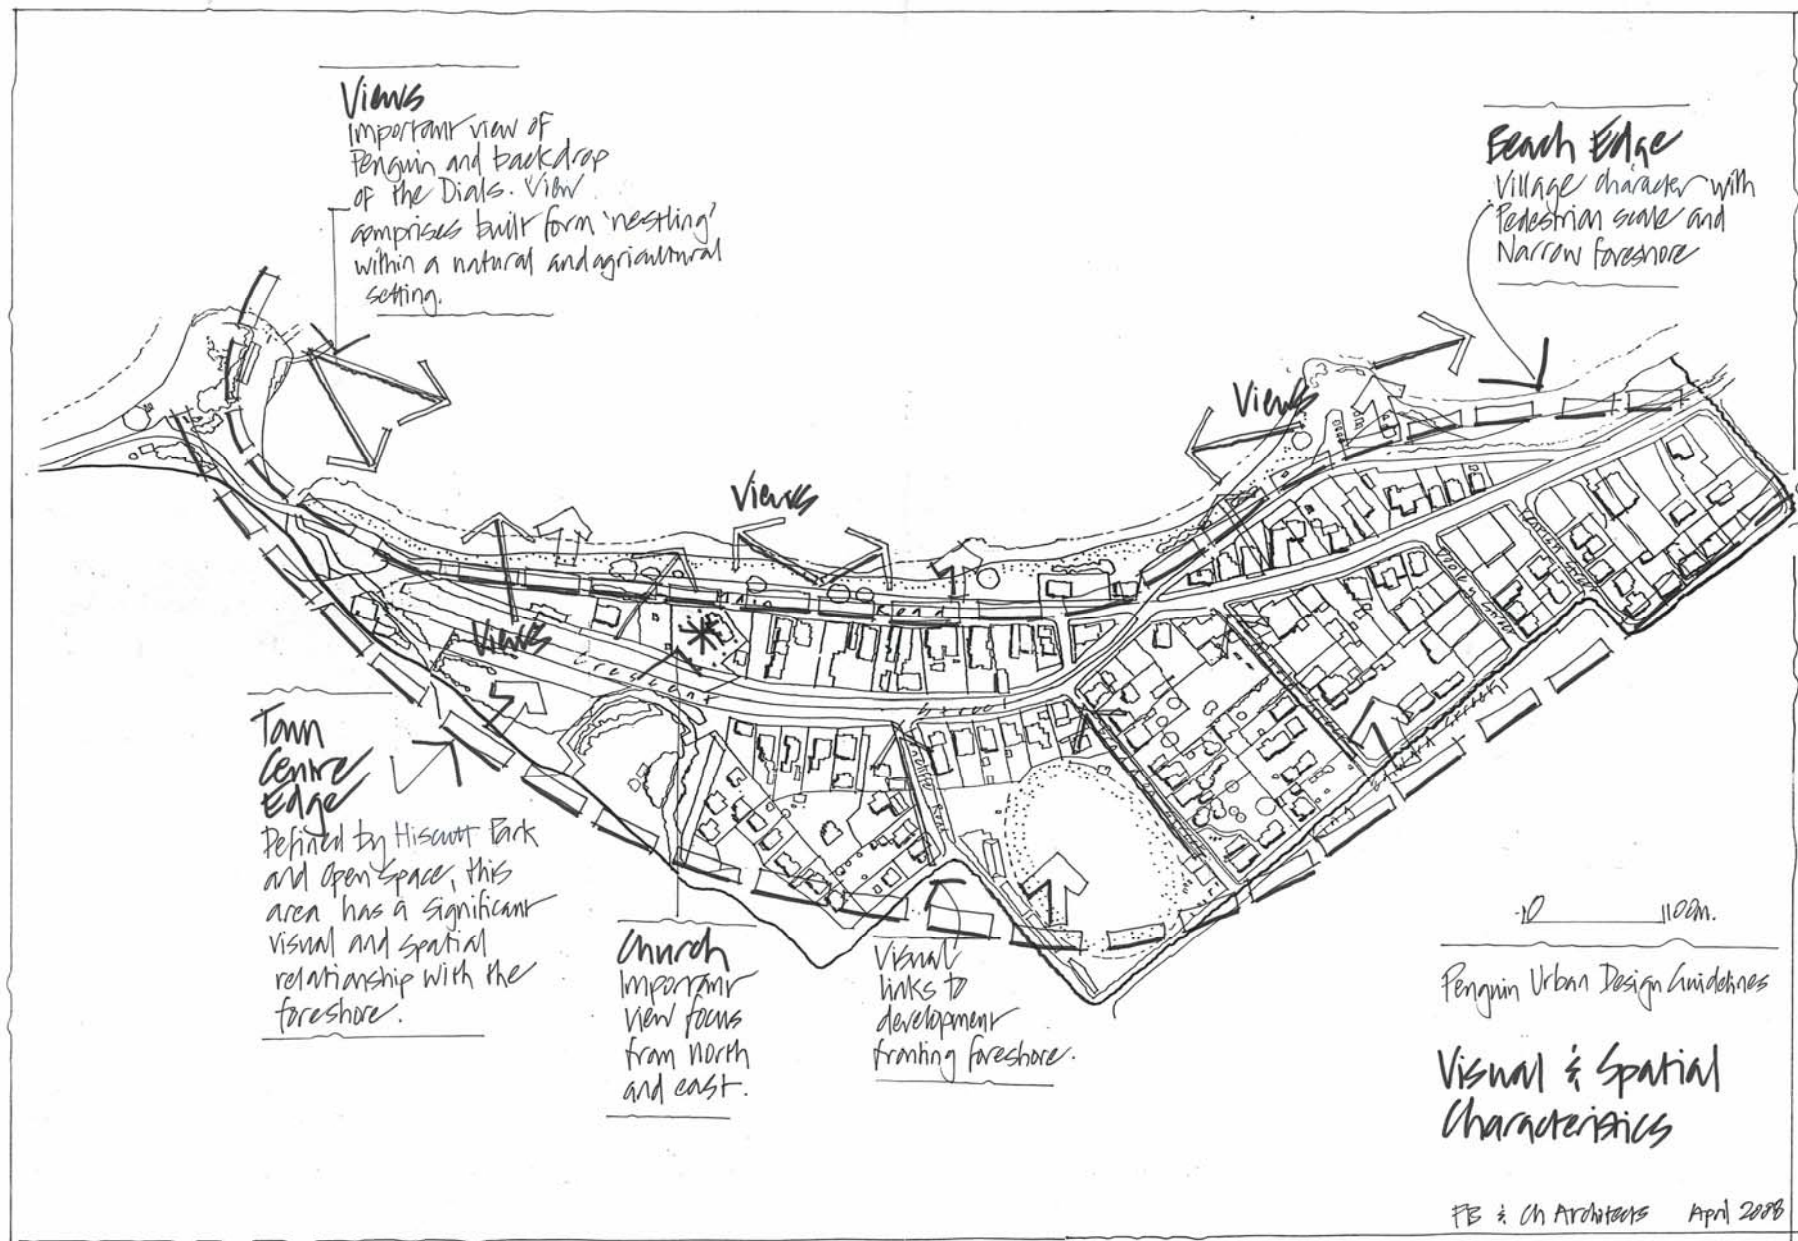 Views
Important view of
Penguin and backdrop
of the Dials. View
comprises built form 'nestling'
within a natural and agricultural
setting.
Beach Edge
Village character with
Pedestrian scale and
Narrow foreshore
Views
Views
Views
Main Road
Crescent Street
Town
Centre
Edge
Defined by Hiscutt Park
and open space, this
area has a significant
visual and spatial
relationship with the
foreshore.
Church
Important
view focus
from north
and east.
Visual
links to
development
fronting foreshore.
0 100m.
Penguin Urban Design Guidelines
Visual & Spatial
Characteristics
FB & Ch Architects April 2008